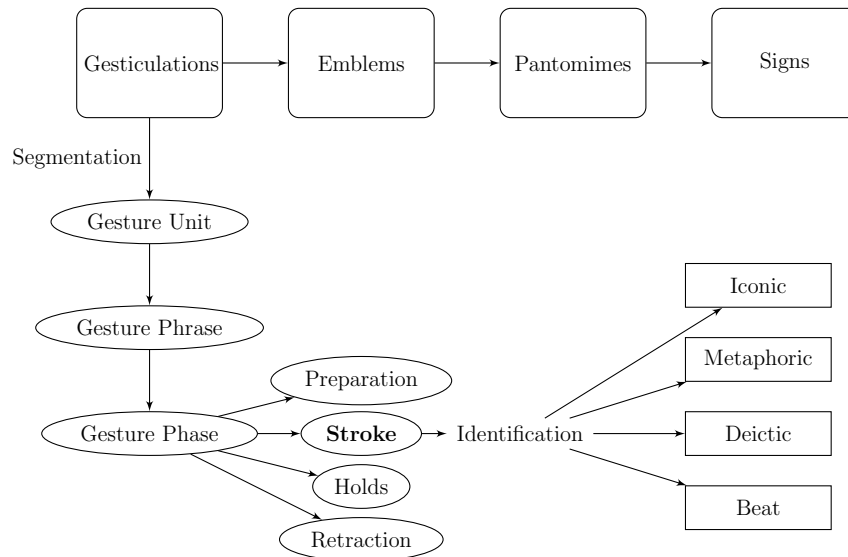 Gesticulations
Emblems
Pantomimes
Signs
Segmentation
Gesture Unit
Iconic
Gesture Phrase
Metaphoric
Preparation
Gesture Phase
Stroke
Identification
Deictic
Holds
Beat
Retraction